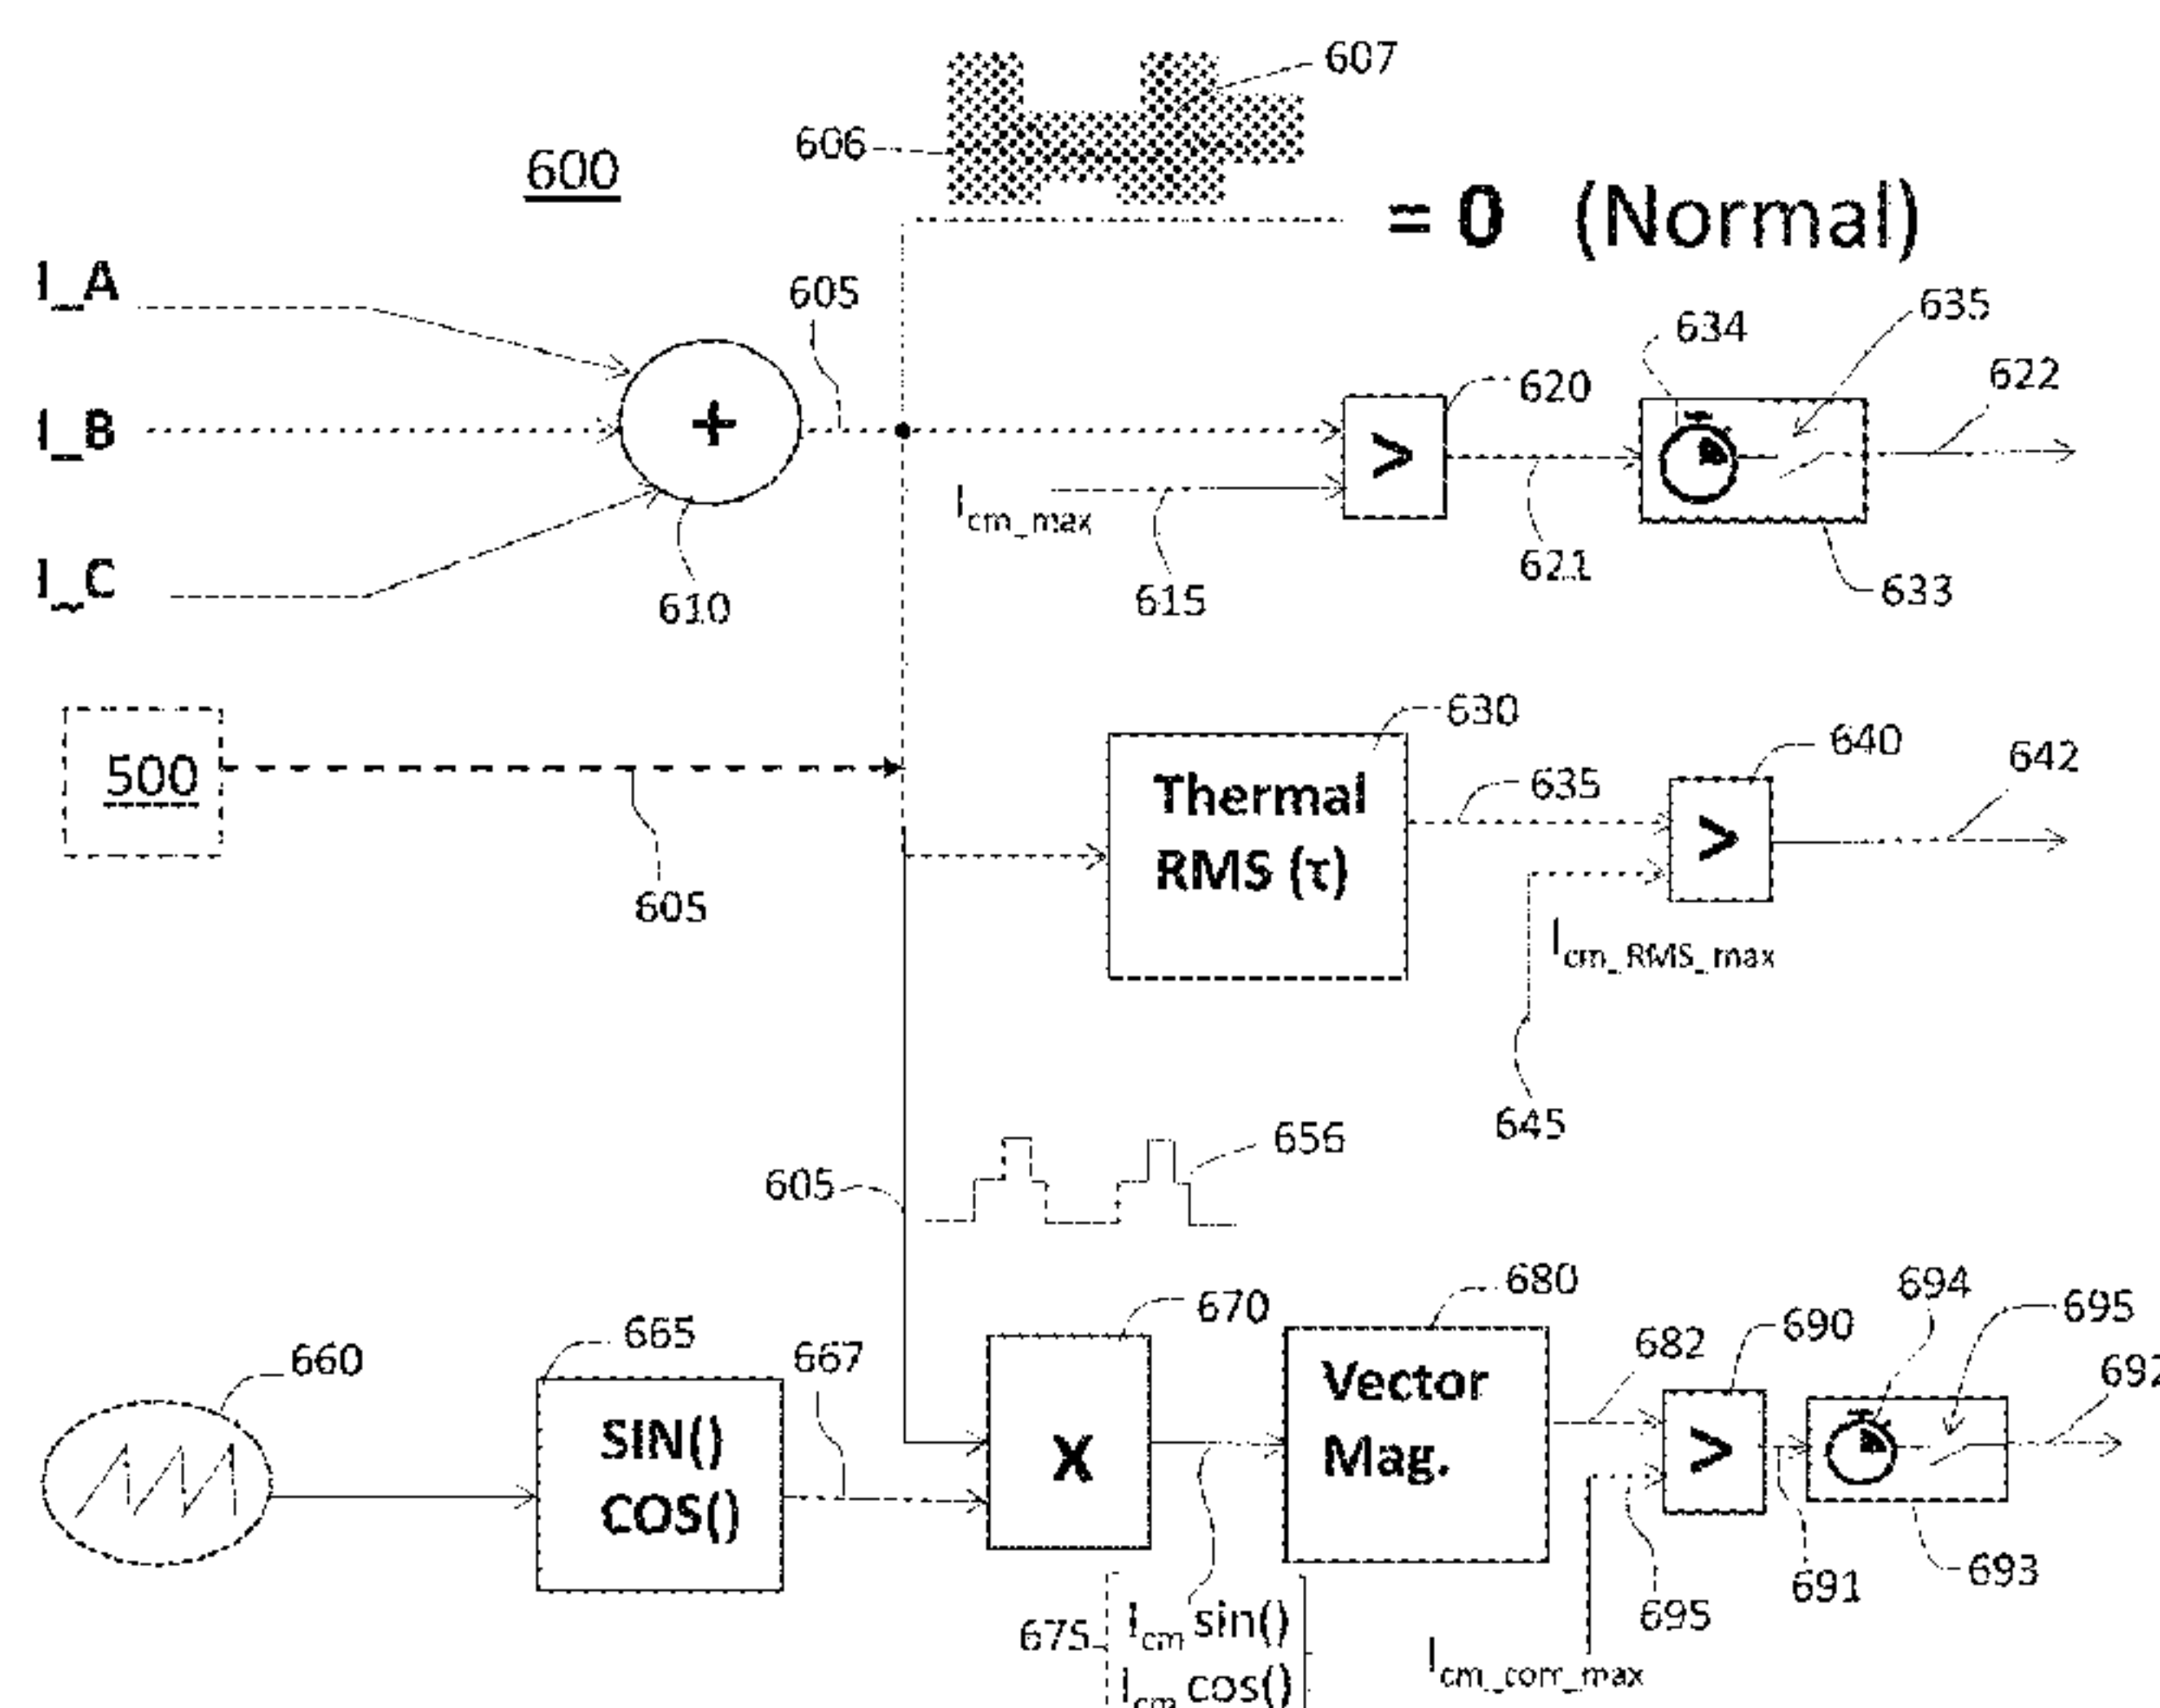 607
606
600
= 0 (Normal)
I_A
605
635
634
622
620
I_B
+
>
I_cm_max
621
I_C
610
615
633
630
640
642
500
Thermal
RMS (τ)
635
>
605
I_cm_RMS_max
645
656
605
680
694
695
670
690
665
682
692
660
667
Vector
Mag.
SIN()
COS()
X
>
691
693
695
675
I_cm sin()
I_cm cos()
I_cm_corr_max